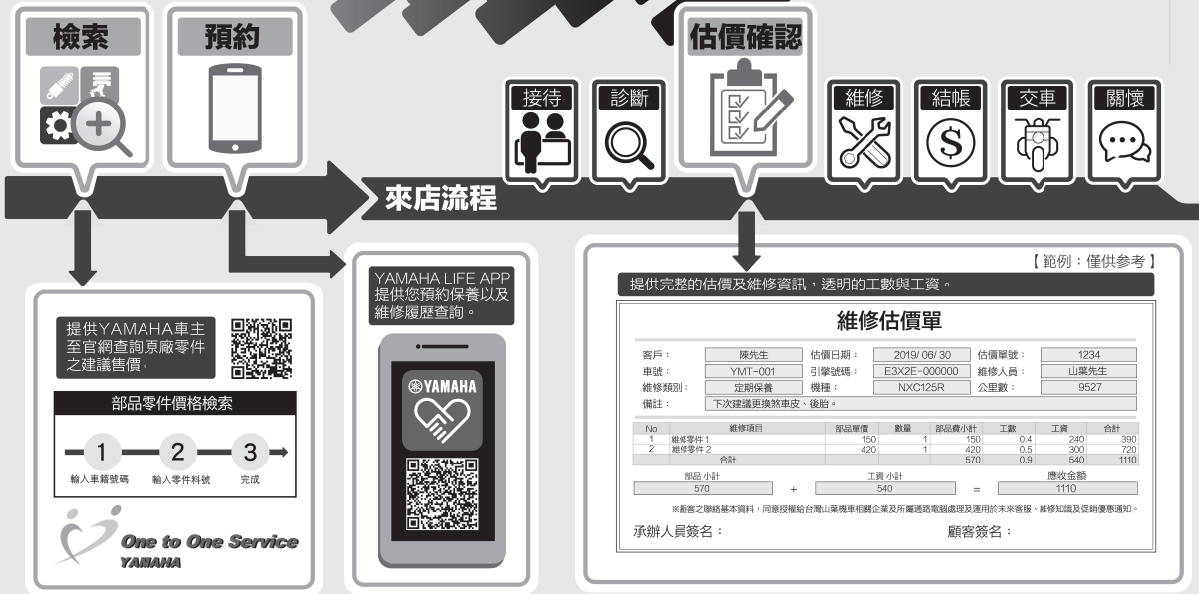 檢索
預約
估價確認
接待
診斷
維修
結帳
交車
關懷
來店流程
提供YAMAHA車主
至官網查詢原廠零件
之建議售價。
部品零件價格檢索
1
2
3
輸入車籍號碼
輸入零件料號
完成
One to One Service
YAMAHA
YAMAHA LIFE APP
提供您預約保養以及
維修履歷查詢。
YAMAHA
【範例：僅供參考】
提供完整的估價及維修資訊，透明的工數與工資。
維修估價單
客戶： 陳先生 估價日期： 2019/ 06/ 30 估價單號： 1234
車號： YMT-001 引擎號碼： E3X2E-000000 維修人員： 山葉先生
維修類別： 定期保養 機種： NXC125R 公里數： 9527
備註： 下次建議更換煞車皮、後胎。
No 維修項目 部品單價 數量 部品費小計 工數 工資 合計
1 維修零件 1 150 1 150 0.4 240 390
2 維修零件 2 420 1 420 0.5 300 720
合計 570 0.9 540 1110
部品 小計 工資 小計 應收金額
570 + 540 = 1110
※顧客之聯絡基本資料，同意授權給台灣山葉機車相關企業及所屬通路電腦處理及運用於未來客服、維修知識及促銷優惠通知。
承辦人員簽名： 顧客簽名：